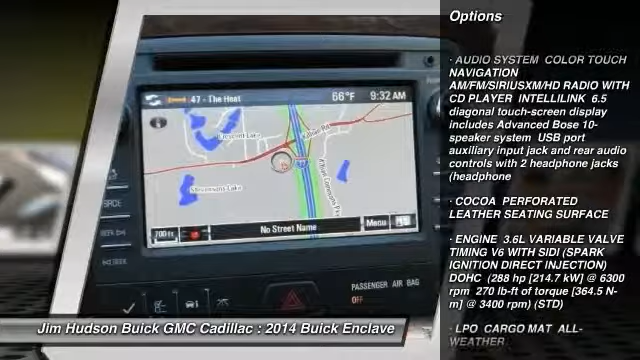 Options
· AUDIO SYSTEM COLOR TOUCH
NAVIGATION
AM/FM/SIRIUSXM/HD RADIO WITH
CD PLAYER INTELLILINK 6.5
diagonal touch-screen display
includes Advanced Bose 10-
speaker system USB port
auxiliary input jack and rear audio
controls with 2 headphone jacks
(headphone
· COCOA PERFORATED
LEATHER SEATING SURFACE
· ENGINE 3.6L VARIABLE VALVE
TIMING V6 WITH SIDI (SPARK
IGNITION DIRECT INJECTION)
DOHC (288 hp [214.7 kW] @ 6300
rpm 270 lb-ft of torque [364.5 N-
m] @ 3400 rpm) (STD)
· LPO CARGO MAT ALL-
WEATHER
47 - The Heat
66°F
9:32 AM
Crescent Lake
Stevensons Lake
700 ft
No Street Name
Menu
PASSENGER AIR BAG
OFF
Jim Hudson Buick GMC Cadillac : 2014 Buick Enclave